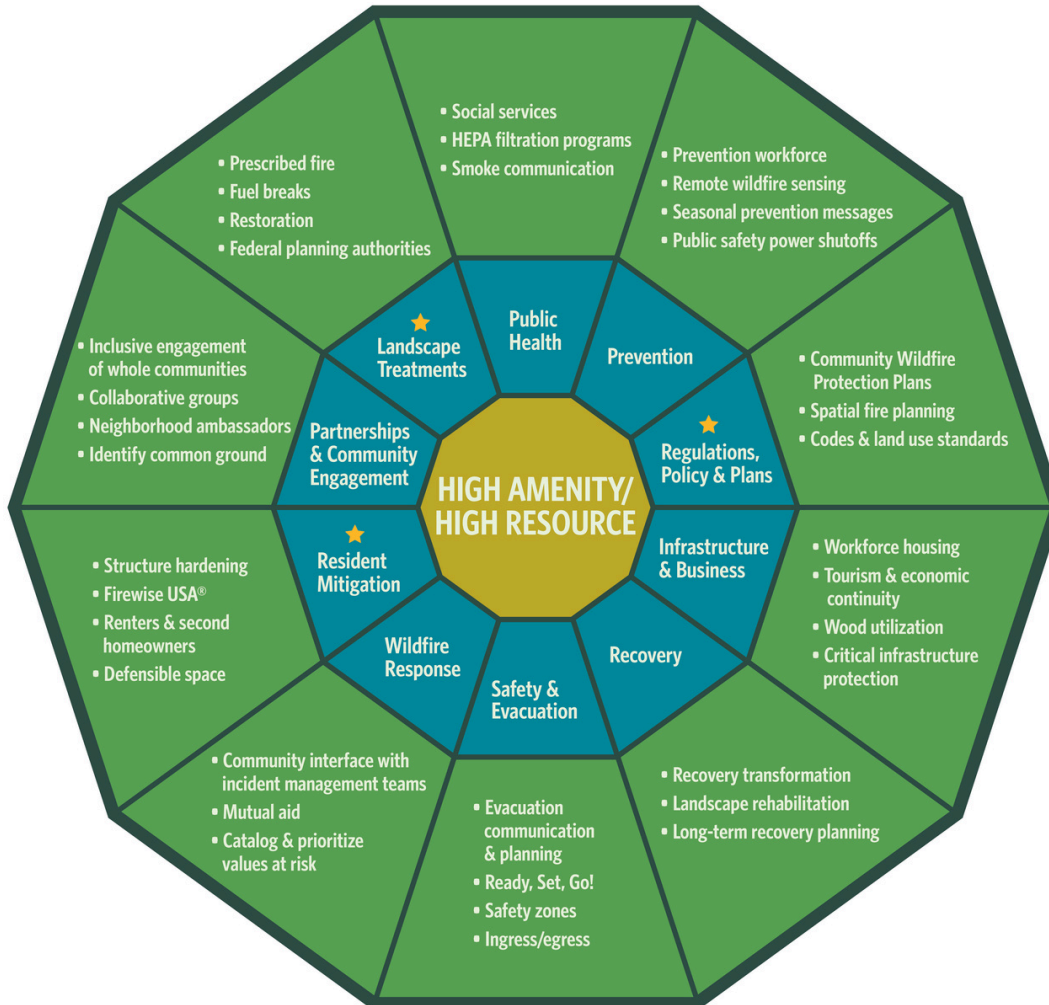 HIGH AMENITY/
HIGH RESOURCE
Public
Health
• Social services
• HEPA filtration programs
• Smoke communication
Prevention
• Prevention workforce
• Remote wildfire sensing
• Seasonal prevention messages
• Public safety power shutoffs
Regulations,
Policy & Plans
• Community Wildfire
Protection Plans
• Spatial fire planning
• Codes & land use standards
Infrastructure
& Business
• Workforce housing
• Tourism & economic
continuity
• Wood utilization
• Critical infrastructure
protection
Recovery
• Recovery transformation
• Landscape rehabilitation
• Long-term recovery planning
Safety &
Evacuation
• Evacuation
communication
& planning
• Ready, Set, Go!
• Safety zones
• Ingress/egress
Wildfire
Response
• Community interface with
incident management teams
• Mutual aid
• Catalog & prioritize
values at risk
Resident
Mitigation
• Structure hardening
• Firewise USA®
• Renters & second
homeowners
• Defensible space
Partnerships
& Community
Engagement
• Inclusive engagement
of whole communities
• Collaborative groups
• Neighborhood ambassadors
• Identify common ground
Landscape
Treatments
• Prescribed fire
• Fuel breaks
• Restoration
• Federal planning authorities